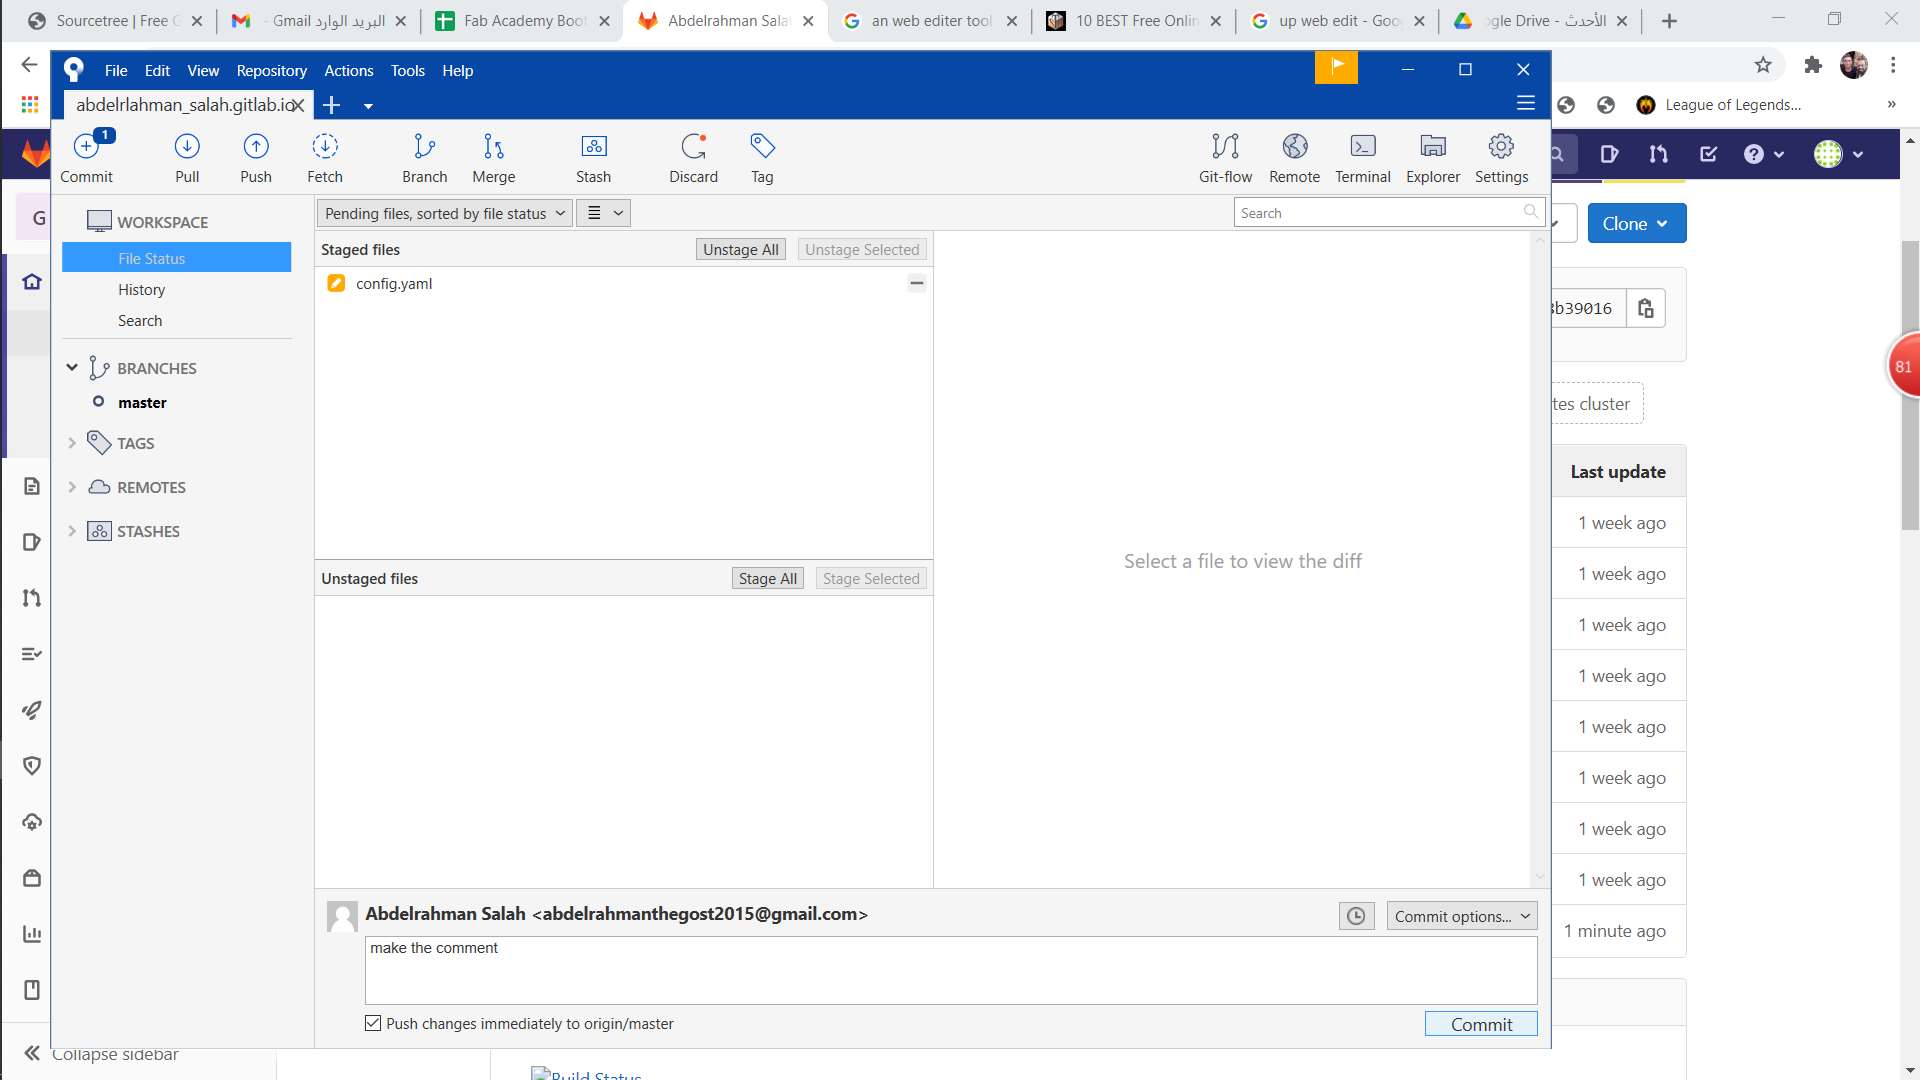 Sourcetree | Free G
- Gmail البريد الوارد
Fab Academy Boot
Abdelrahman Sala
an web editer tool
10 BEST Free Onlin
up web edit - Goo
ogle Drive - الأحدث
File Edit View Repository Actions Tools Help
abdelrlahman_salah.gitlab.io
League of Legends...
»
1
Commit Pull Push Fetch Branch Merge Stash Discard Tag
Git-flow Remote Terminal Explorer Settings
G
WORKSPACE
Pending files, sorted by file status
Search
Clone
File Status
Staged files
Unstage All
Unstage Selected
History
config.yaml
Search
8b39016
BRANCHES
81
master
tes cluster
TAGS
Last update
REMOTES
1 week ago
STASHES
Select a file to view the diff
1 week ago
Unstaged files
Stage All
Stage Selected
1 week ago
1 week ago
1 week ago
1 week ago
1 week ago
1 week ago
Abdelrahman Salah <abdelrahmanthegost2015@gmail.com>
Commit options...
1 minute ago
make the comment
Push changes immediately to origin/master
Commit
Collapse sidebar
Build Status